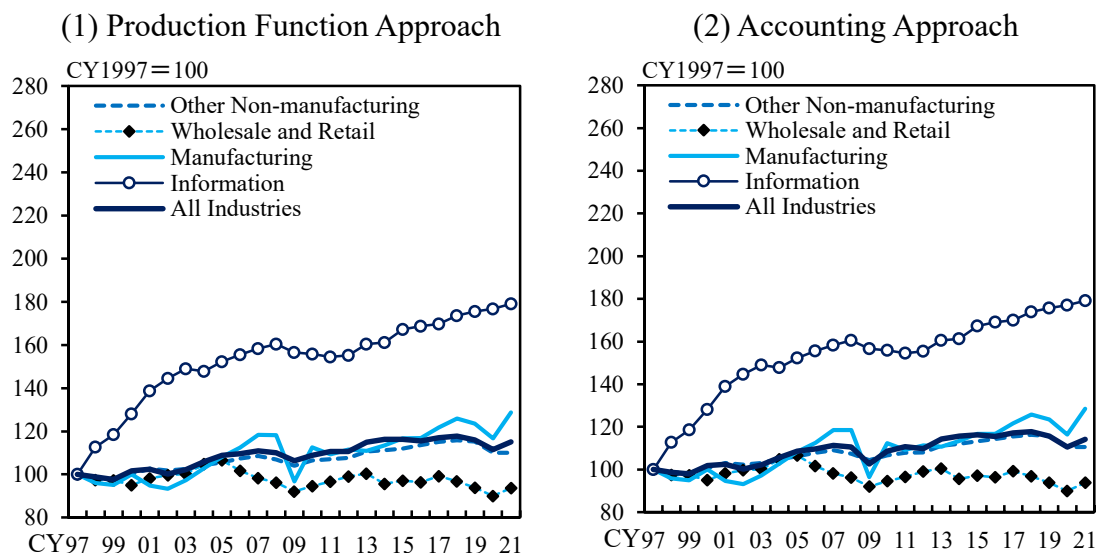 (1) Production Function Approach
CY1997=100
280
260
240
220
200
180
160
140
120
100
80
Other Non-manufacturing
Wholesale and Retail
Manufacturing
Information
All Industries
CY97 99 01 03 05 07 09 11 13 15 17 19 21
(2) Accounting Approach
CY1997=100
280
260
240
220
200
180
160
140
120
100
80
Other Non-manufacturing
Wholesale and Retail
Manufacturing
Information
All Industries
CY97 99 01 03 05 07 09 11 13 15 17 19 21